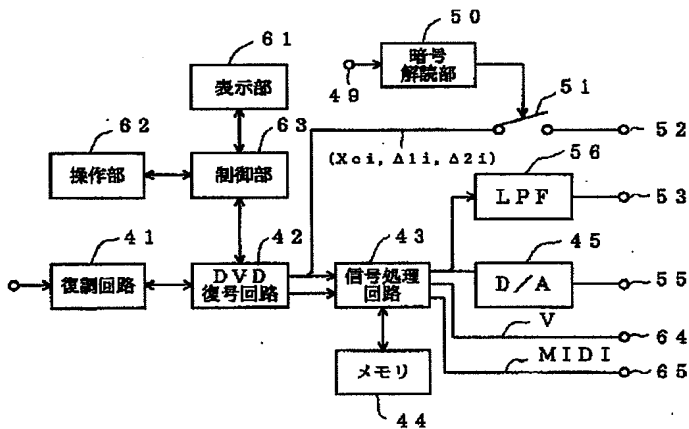 50
61
暗号
解読部
49
51
表示部
62
63
52
(Xci, Δ1i, Δ2i)
56
操作部
制御部
LPF
53
41
42
43
45
復調回路
DVD
復号回路
信号処理
回路
D/A
55
V
64
MIDI
65
メモリ
44